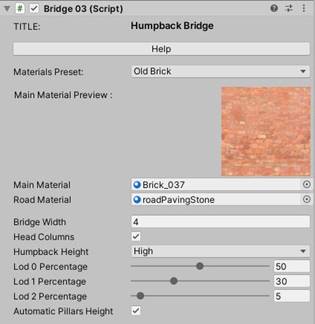 Bridge 03 (Script)
TITLE: Humpback Bridge
Help
Materials Preset: Old Brick
Main Material Preview :
Main Material Brick_037
Road Material roadPavingStone
Bridge Width 4
Head Columns
Humpback Height High
Lod 0 Percentage 50
Lod 1 Percentage 30
Lod 2 Percentage 5
Automatic Pillars Height